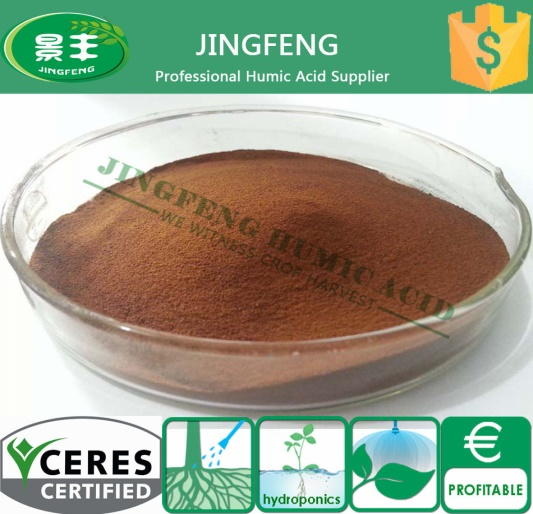 景丰
JINGFENG
JINGFENG
Professional Humic Acid Supplier
$
JINGFENG HUMIC ACID
WE WITNESS CROP HARVEST
CERES
CERTIFIED
hydroponics
€
PROFITABLE